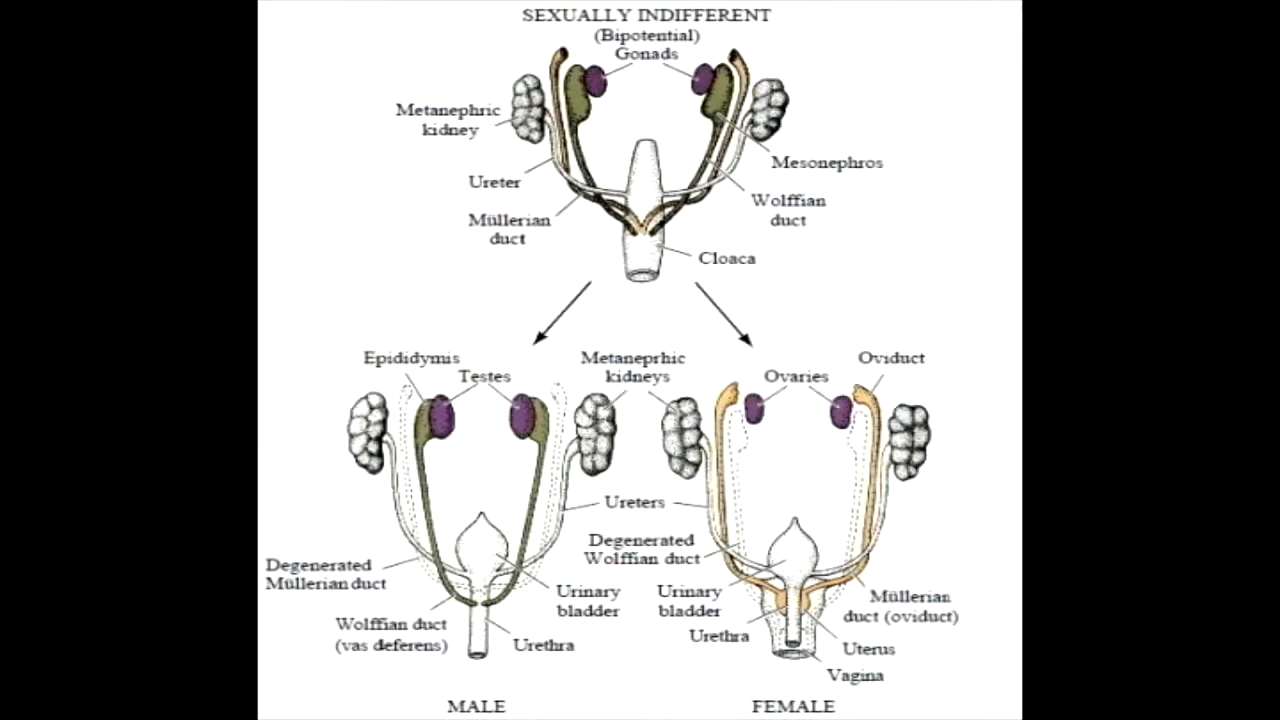 SEXUALLY INDIFFERENT
(Bipotential)
Gonads
Metanephric
kidney
Mesonephros
Ureter
Wolffian
duct
Müllerian
duct
Cloaca
Epididymis
Testes
Metaneprhic
kidneys
Ovaries
Oviduct
Ureters
Degenerated
Wolffian duct
Degenerated
Müllerian duct
Urinary
bladder
Urinary
bladder
Müllerian
duct (oviduct)
Wolffian duct
(vas deferens)
Urethra
Urethra
Uterus
Vagina
MALE
FEMALE